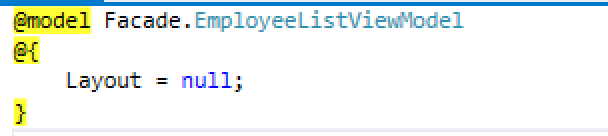 @model Facade.EmployeeListViewModel
@{
    Layout = null;
}